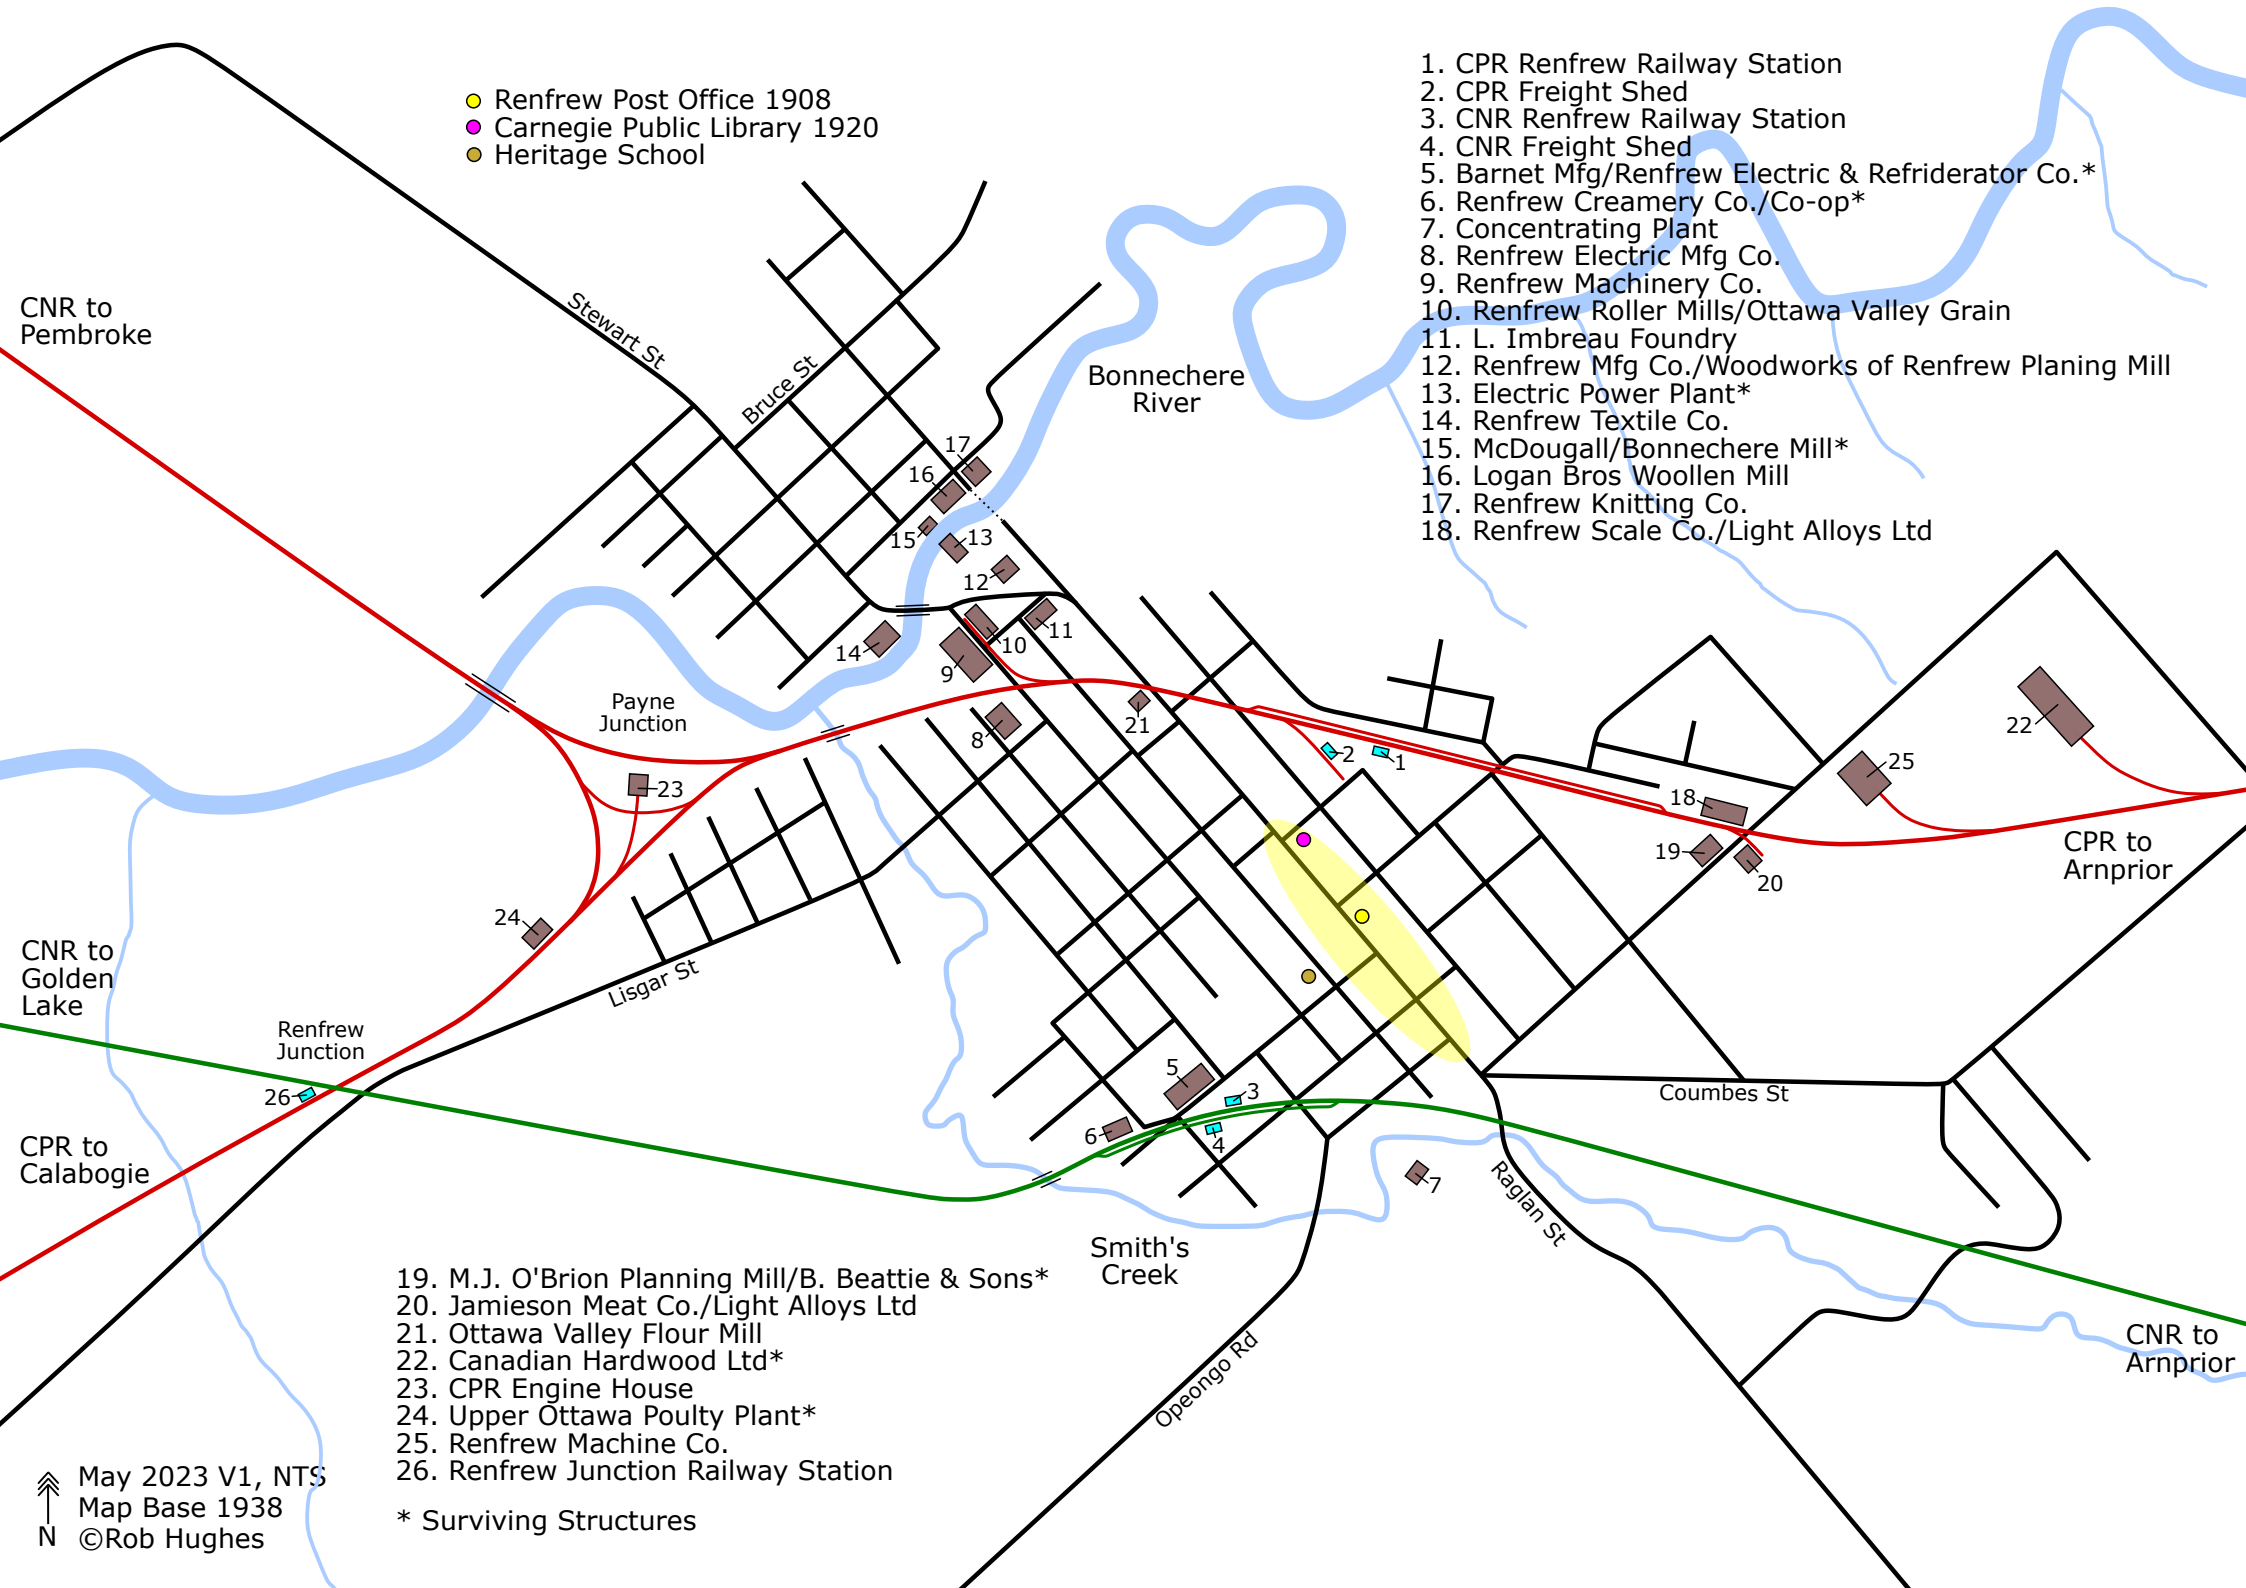 Renfrew Post Office 1908
Carnegie Public Library 1920
Heritage School
1. CPR Renfrew Railway Station
2. CPR Freight Shed
3. CNR Renfrew Railway Station
4. CNR Freight Shed
5. Barnet Mfg/Renfrew Electric & Refriderator Co.*
6. Renfrew Creamery Co./Co-op*
7. Concentrating Plant
8. Renfrew Electric Mfg Co.
9. Renfrew Machinery Co.
10. Renfrew Roller Mills/Ottawa Valley Grain
11. L. Imbreau Foundry
12. Renfrew Mfg Co./Woodworks of Renfrew Planing Mill
13. Electric Power Plant*
14. Renfrew Textile Co.
15. McDougall/Bonnechere Mill*
16. Logan Bros Woollen Mill
17. Renfrew Knitting Co.
18. Renfrew Scale Co./Light Alloys Ltd
CNR to
Pembroke
Stewart St
Bruce St
Bonnechere
River
17
16
15
13
12
11
10
14
9
Payne
Junction
8
21
2
1
22
25
18
19
20
23
24
CPR to
Arnprior
CNR to
Golden
Lake
Lisgar St
Renfrew
Junction
26
5
3
6
4
7
Coumbes St
CPR to
Calabogie
Raglan St
Smith's
Creek
Opeongo Rd
CNR to
Arnprior
19. M.J. O'Brion Planning Mill/B. Beattie & Sons*
20. Jamieson Meat Co./Light Alloys Ltd
21. Ottawa Valley Flour Mill
22. Canadian Hardwood Ltd*
23. CPR Engine House
24. Upper Ottawa Poulty Plant*
25. Renfrew Machine Co.
26. Renfrew Junction Railway Station
* Surviving Structures
May 2023 V1, NTS
Map Base 1938
N ©Rob Hughes